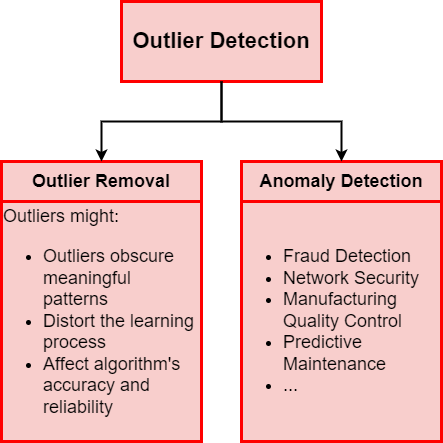 Outlier Detection
Outlier Removal
Outliers might:
• Outliers obscure
meaningful
patterns
• Distort the learning
process
• Affect algorithm's
accuracy and
reliability
Anomaly Detection
• Fraud Detection
• Network Security
• Manufacturing
Quality Control
• Predictive
Maintenance
• ...